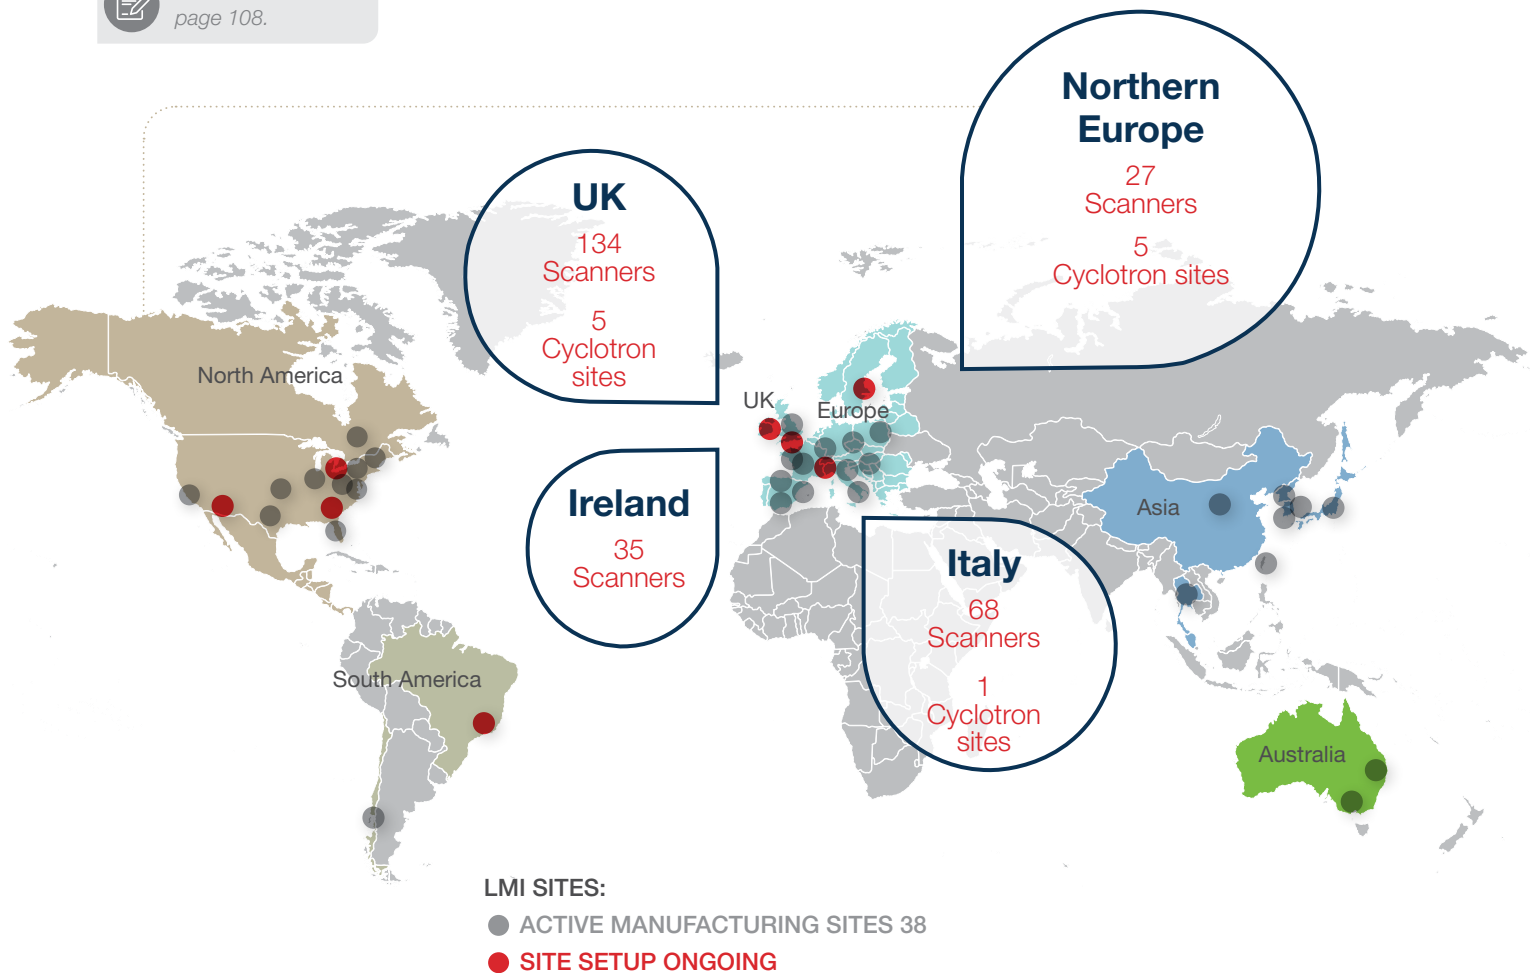 page 108.
Northern
Europe
27
Scanners
5
Cyclotron sites
UK
134
Scanners
5
Cyclotron
sites
North America
UK
Europe
Ireland
35
Scanners
Asia
Italy
68
Scanners
1
Cyclotron
sites
South America
Australia
LMI SITES:
ACTIVE MANUFACTURING SITES 38
SITE SETUP ONGOING